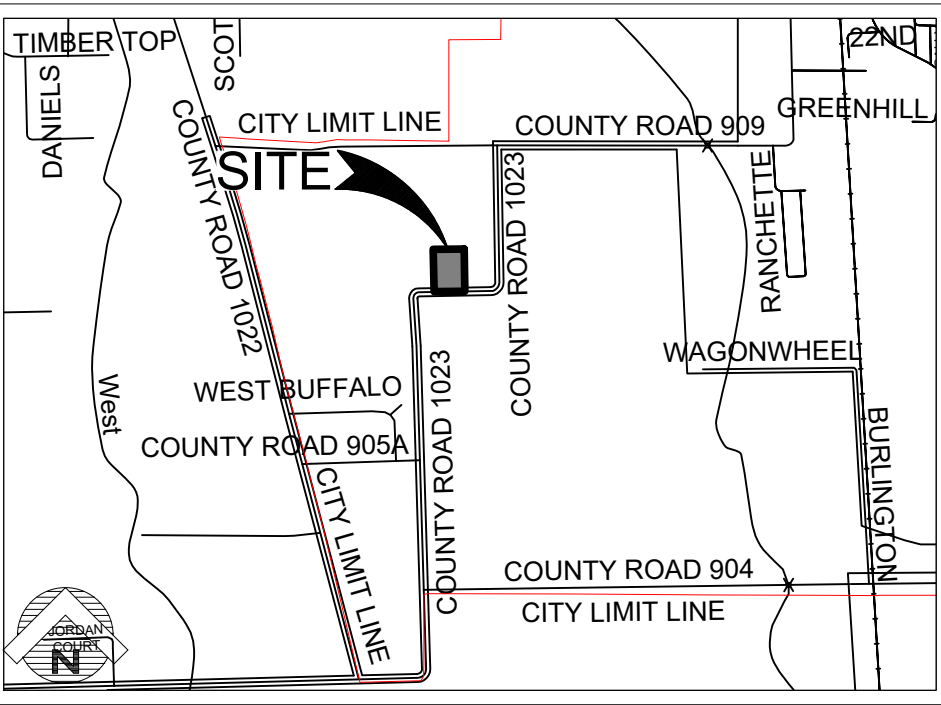 TIMBER TOP
SCOT
22ND
DANIELS
GREENHILL
CITY LIMIT LINE
COUNTY ROAD 909
SITE
COUNTY ROAD 1022
COUNTY ROAD 1023
RANCHETTE
COUNTY ROAD 1023
WAGONWHEEL
WEST BUFFALO
West
COUNTY ROAD 905A
BURLINGTON
CITY LIMIT LINE
COUNTY ROAD 904
CITY LIMIT LINE
JORDAN
COURT
N